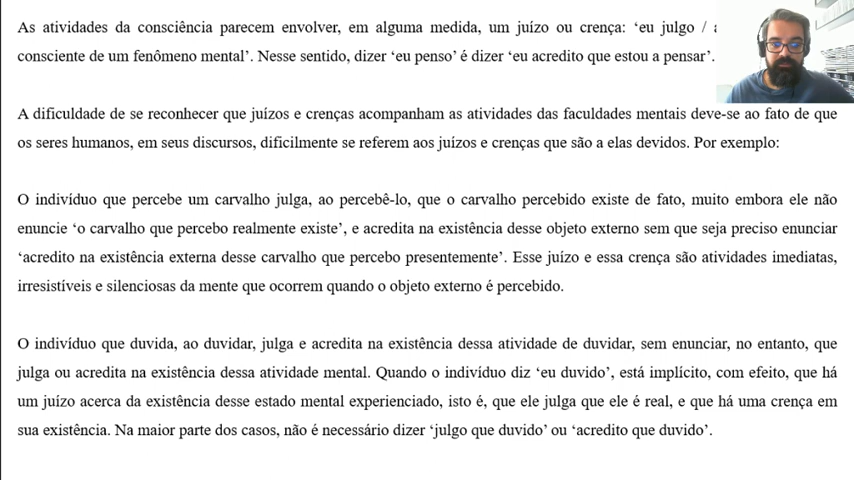 As atividades da consciência parecem envolver, em alguma medida, um juízo ou crença: ‘eu julgo /
consciente de um fenômeno mental’. Nesse sentido, dizer ‘eu penso’ é dizer ‘eu acredito que estou a pensar’.
A dificuldade de se reconhecer que juízos e crenças acompanham as atividades das faculdades mentais deve-se ao fato de que
os seres humanos, em seus discursos, dificilmente se referem aos juízos e crenças que são a elas devidos. Por exemplo:
O indivíduo que percebe um carvalho julga, ao percebê-lo, que o carvalho percebido existe de fato, muito embora ele não
enuncie ‘o carvalho que percebo realmente existe’, e acredita na existência desse objeto externo sem que seja preciso enunciar
‘acredito na existência externa desse carvalho que percebo presentemente’. Esse juízo e essa crença são atividades imediatas,
irresistíveis e silenciosas da mente que ocorrem quando o objeto externo é percebido.
O indivíduo que duvida, ao duvidar, julga e acredita na existência dessa atividade de duvidar, sem enunciar, no entanto, que
julga ou acredita na existência dessa atividade mental. Quando o indivíduo diz ‘eu duvido’, está implícito, com efeito, que há
um juízo acerca da existência desse estado mental experienciado, isto é, que ele julga que ele é real, e que há uma crença em
sua existência. Na maior parte dos casos, não é necessário dizer ‘julgo que duvido’ ou ‘acredito que duvido’.